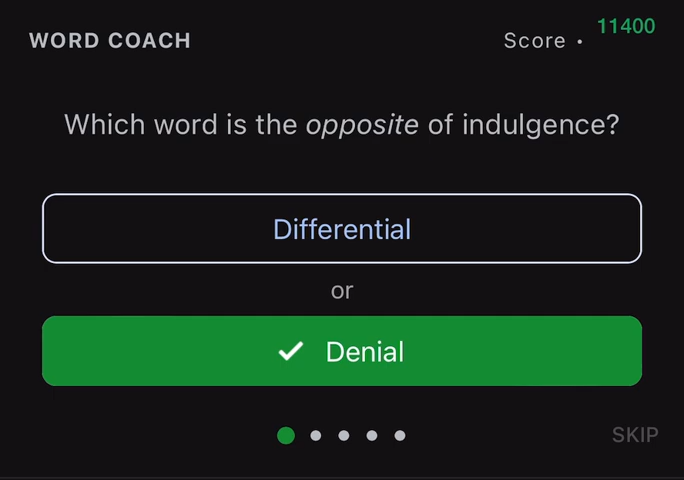 WORD COACH
Score • 11400
Which word is the opposite of indulgence?
Differential
or
Denial
SKIP